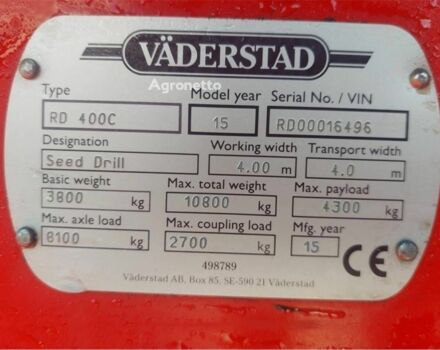 VÄDERSTAD
Agronetto
Type Model year Serial No. / VIN
RD 400C 15 RD00016496
Designation Working width Transport width
Seed Drill 4.00 m 4.0 m
Basic weight Max. total weight Max. payload
3800 kg 10800 kg 4300 kg
Max. axle load Max. coupling load Mfg. year
8100 kg 2700 kg 15 CE
498789
Väderstad AB, Box 85, SE-590 21 Väderstad